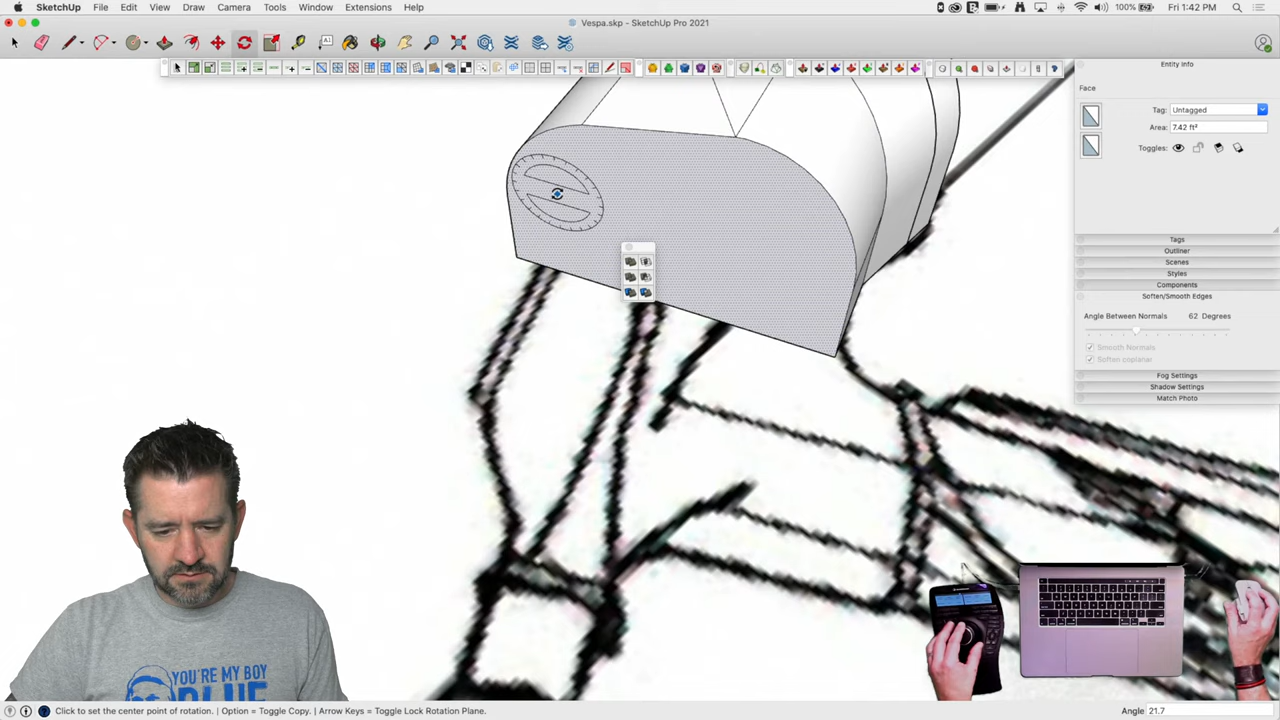 SketchUp File Edit View Draw Camera Tools Window Extensions Help
100% Fri 1:42 PM
Vespa.skp - SketchUp Pro 2021
Entity Info
Face
Tag: Untagged
Area: 7.42 ft²
Toggles:
Tags
Outliner
Scenes
Styles
Components
Soften/Smooth Edges
Angle Between Normals 62 Degrees
Smooth Normals
Soften coplanar
Fog Settings
Shadow Settings
Match Photo
YOU'RE MY BOY
BLUE
Click to set the center point of rotation. | Option = Toggle Copy. | Arrow Keys = Toggle Lock Rotation Plane.
Angle 21.7